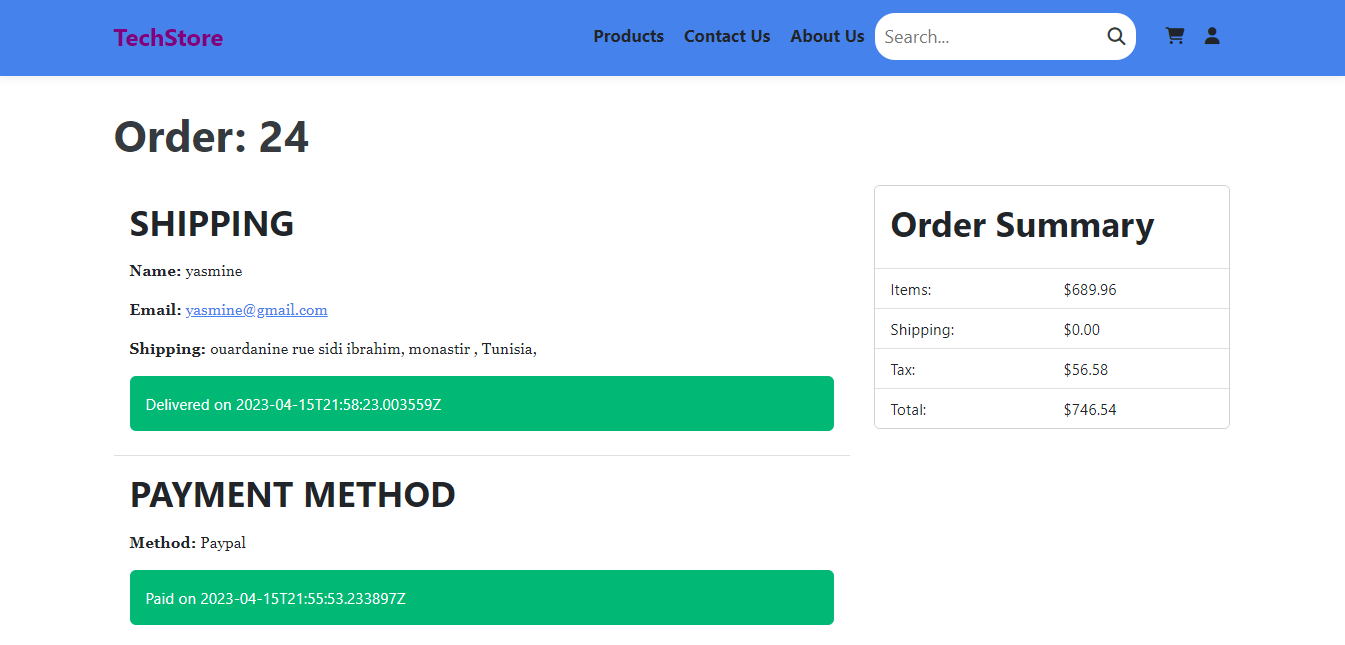 TechStore Products Contact Us About Us Search...
Order: 24
SHIPPING
Name: yasmine
Email: yasmine@gmail.com
Shipping: ouardanine rue sidi ibrahim, monastir , Tunisia,
Delivered on 2023-04-15T21:58:23.003559Z
PAYMENT METHOD
Method: Paypal
Paid on 2023-04-15T21:55:53.233897Z
Order Summary
Items: $689.96
Shipping: $0.00
Tax: $56.58
Total: $746.54